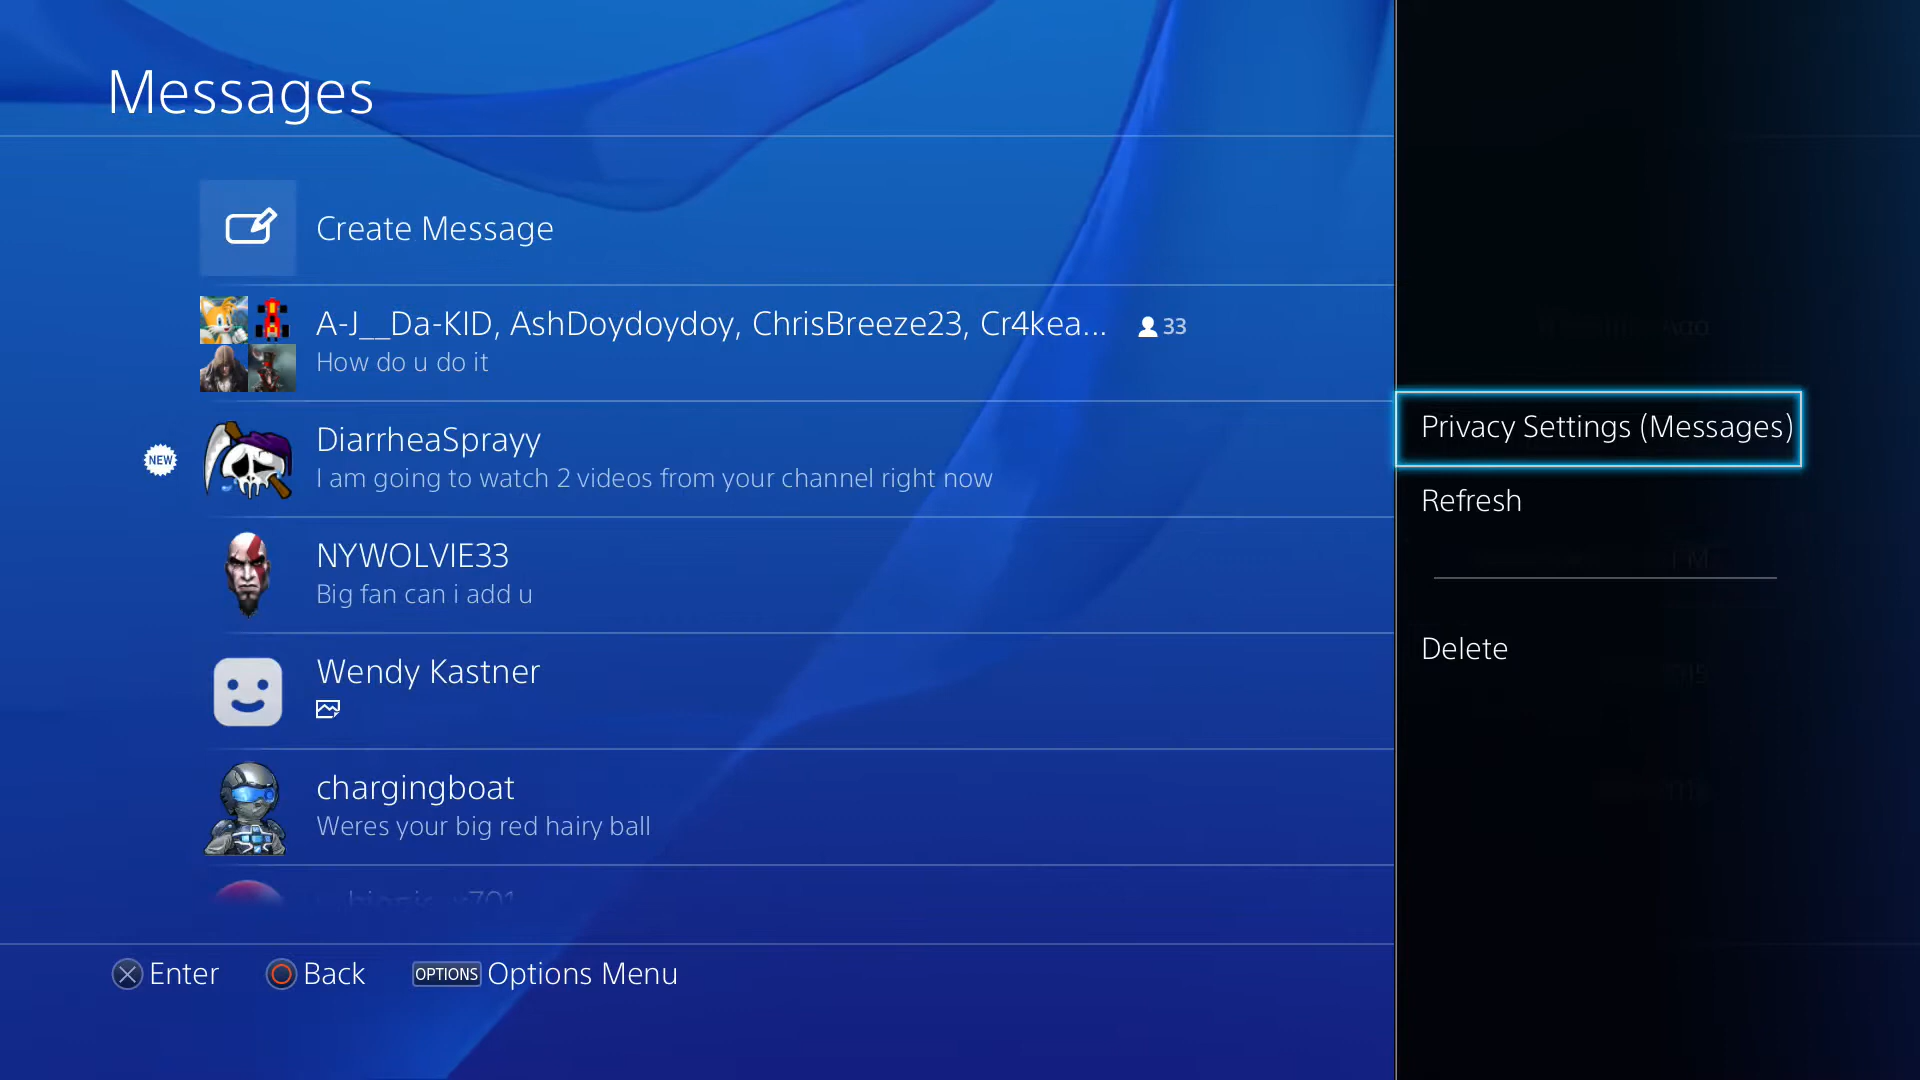 Messages
Create Message
A-J__Da-KID, AshDoydoydoy, ChrisBreeze23, Cr4kea... 33
How do u do it
NEW
DiarrheaSprayy
I am going to watch 2 videos from your channel right now
NYWOLVIE33
Big fan can i add u
Wendy Kastner
chargingboat
Weres your big red hairy ball
Enter Back OPTIONS Options Menu
Privacy Settings (Messages)
Refresh
Delete